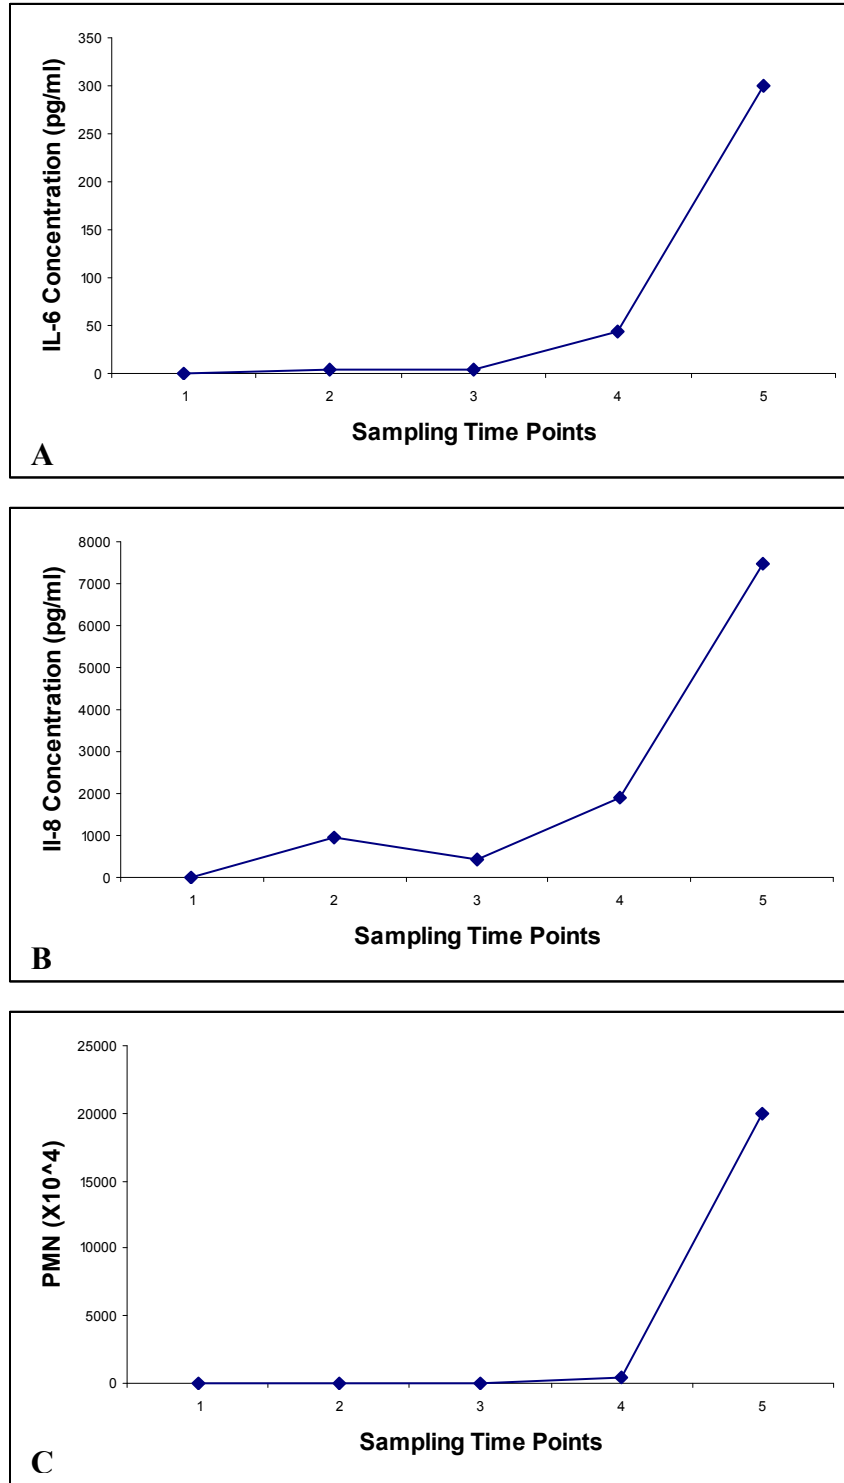 350
300
250
200
150
100
50
0
IL-6 Concentration (pg/ml)
1 2 3 4 5
Sampling Time Points
A
8000
7000
6000
5000
4000
3000
2000
1000
0
Il-8 Concentration (pg/ml)
1 2 3 4 5
Sampling Time Points
B
25000
20000
15000
10000
5000
0
PMN (X10^4)
1 2 3 4 5
Sampling Time Points
C